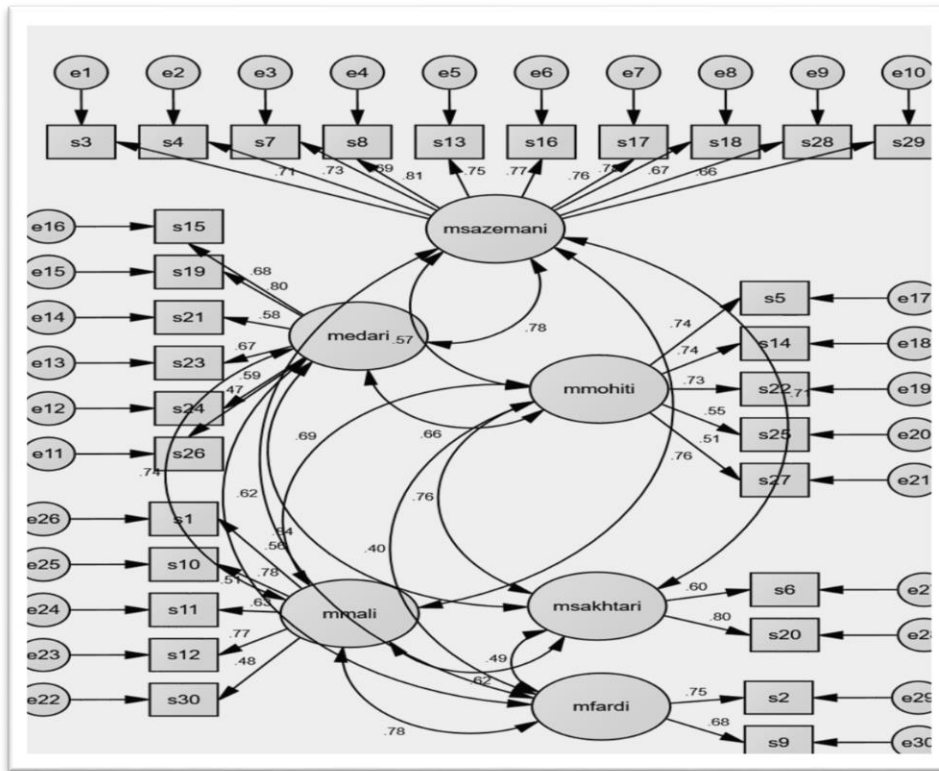 e1 e2 e3 e4 e5 e6 e7 e8 e9 e10
s3 s4 s7 s8 s13 s16 s17 s18 s28 s29
.71 .73 .69 .81 .75 .77 .76 .67 .66
msazemani
e16 s15
.68
e15 s19
.80
e14 s21 .58
medari .57 .78
e13 s23 .67
.59
e12 s24 .47
e11 s26
.74
s5 e17
.74
s14 e18
.74
mmohiti .73 s22 .71 e19
.55 s25 e20
.51 s27 e21
.69 .66 .76
.62 .76
.56 .40
e26 s1
e25 s10 .51 .78
e24 s11 .63
mmali
e23 s12 .77
e22 s30 .48
msakhtari .60 s6
.80 s20
.49
.62
mfardi .75 s2 e29
.68 s9 e30
.78